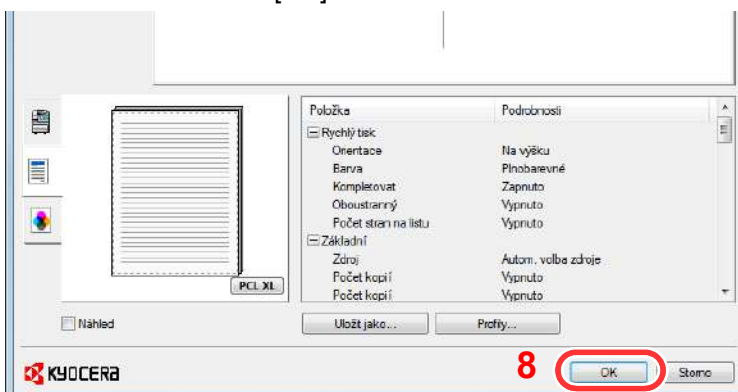 Položka Podrobnosti
Rychlý tisk
Orientace Na výšku
Barva Plnobarevné
Kompletovat Zapnuto
Oboustranný Vypnuto
Počet stran na listu Vypnuto
Základní
Zdroj Autom. volba zdroje
Počet kopií Vypnuto
Počet kopií Vypnuto
PCL XL
Náhled Uložit jako... Profily...
KYOCERA 8 OK Storno